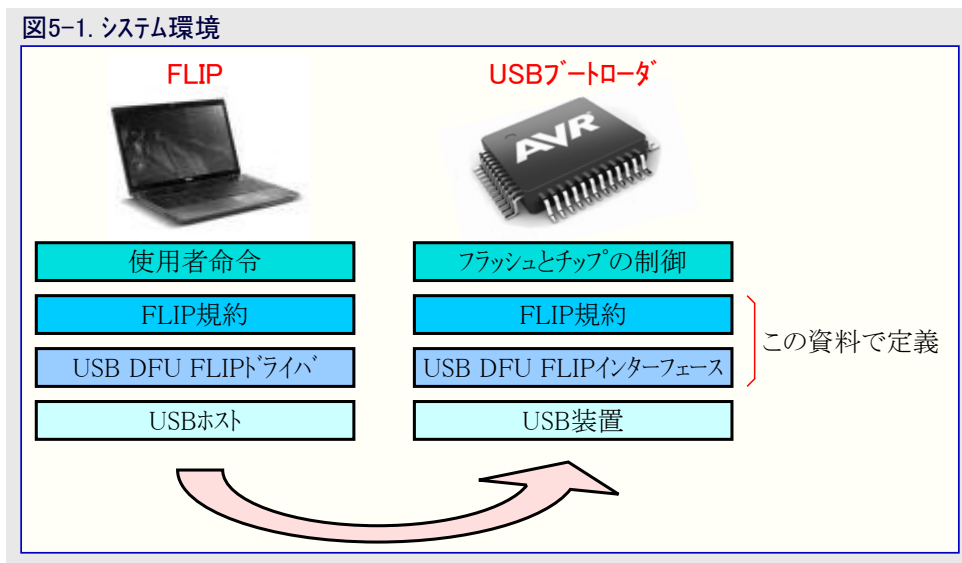 図5-1. システム環境
FLIP
USBﾌﾞｰﾄﾛｰﾀﾞ
AVR
使用者命令
フラッシュとチップの制御
FLIP規約
FLIP規約
この資料で定義
USB DFU FLIPﾄﾞﾗｲﾊﾞ
USB DFU FLIPインターフェース
USBホスト
USB装置